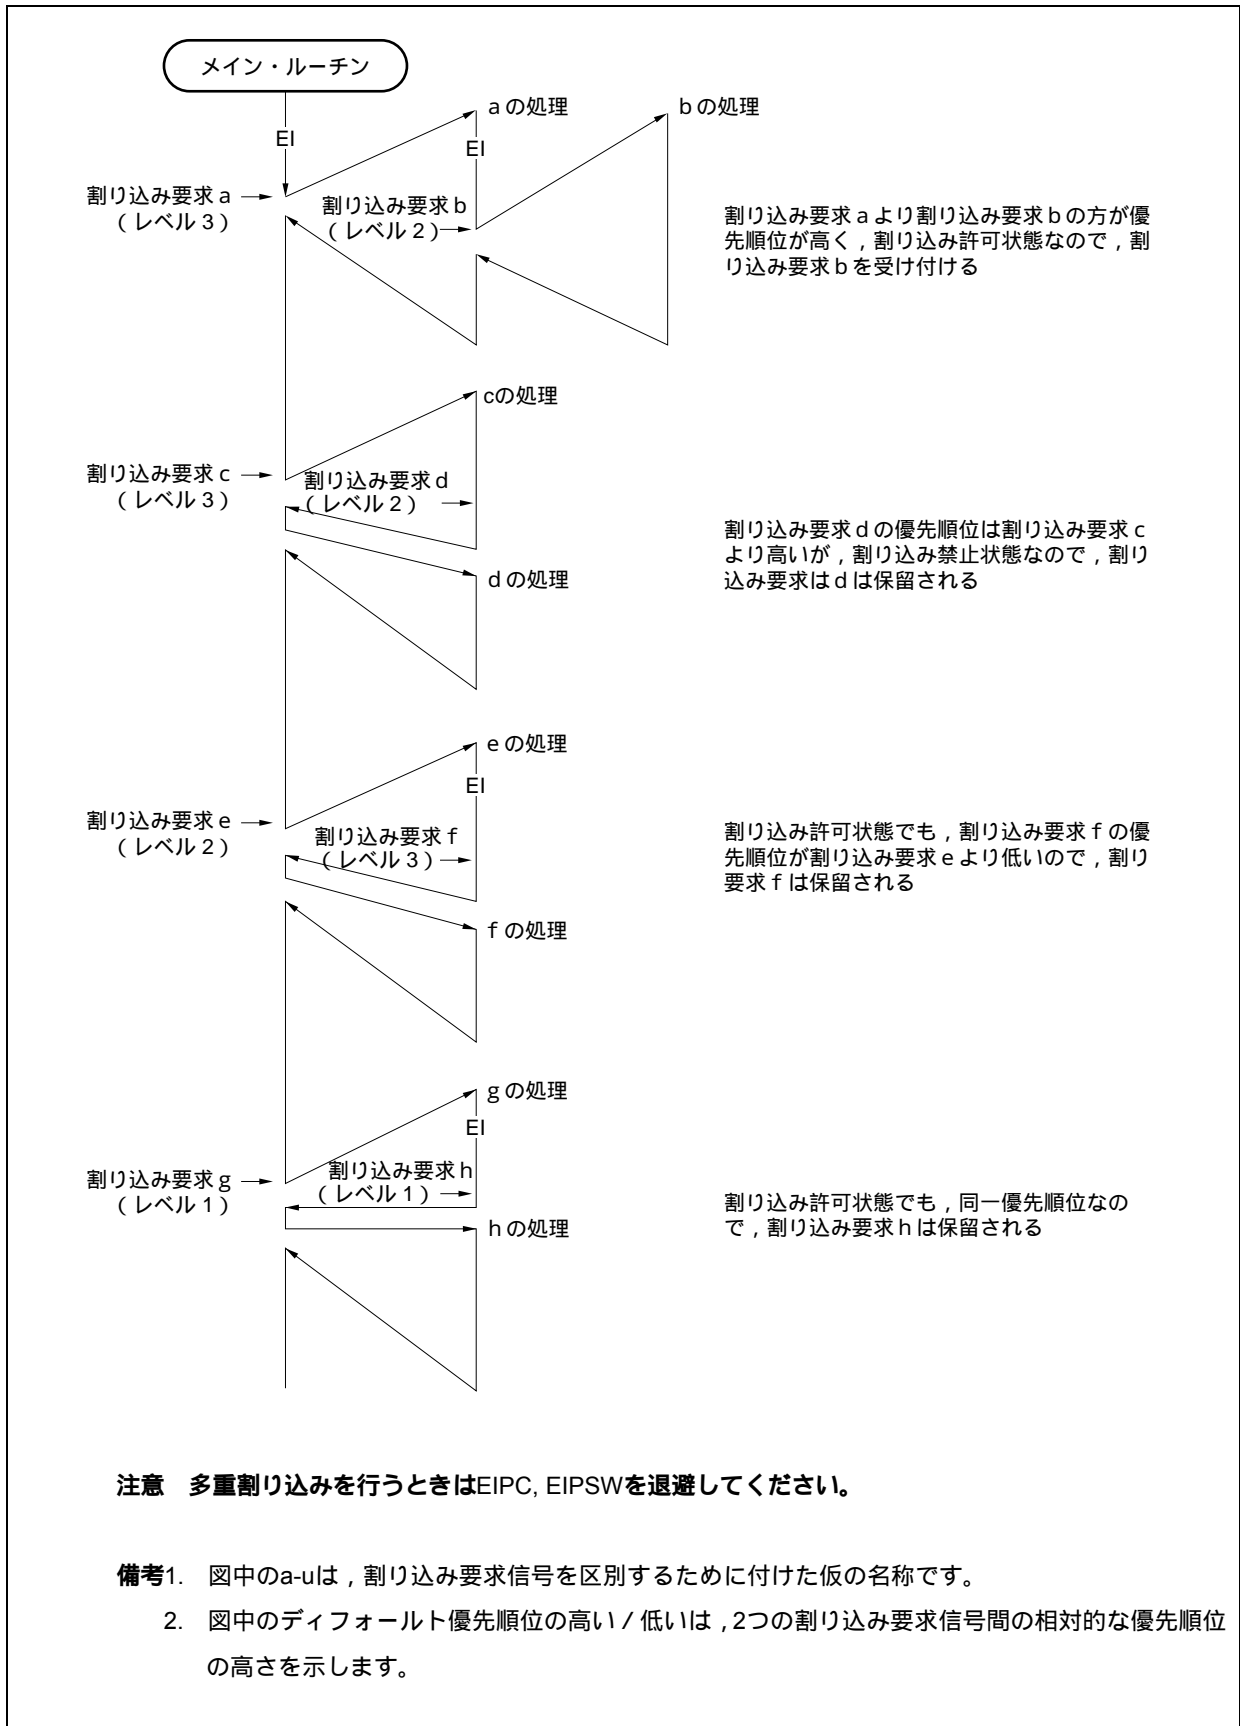 メイン・ルーチン
EI
aの処理
bの処理
EI
割り込み要求a
(レベル3)
割り込み要求b
(レベル2)
割り込み要求aより割り込み要求bの方が優
先順位が高く,割り込み許可状態なので,割
り込み要求bを受け付ける
cの処理
割り込み要求c
(レベル3)
割り込み要求d
(レベル2)
割り込み要求dの優先順位は割り込み要求c
より高いが,割り込み禁止状態なので,割り
込み要求はdは保留される
dの処理
eの処理
EI
割り込み要求e
(レベル2)
割り込み要求f
(レベル3)
割り込み許可状態でも,割り込み要求fの優
先順位が割り込み要求eより低いので,割り
要求fは保留される
fの処理
gの処理
EI
割り込み要求g
(レベル1)
割り込み要求h
(レベル1)
割り込み許可状態でも,同一優先順位なの
で,割り込み要求hは保留される
hの処理
注意 多重割り込みを行うときはEIPC, EIPSWを退避してください。
備考1. 図中のa-uは,割り込み要求信号を区別するために付けた仮の名称です。
2. 図中のディフォールト優先順位の高い/低いは,2つの割り込み要求信号間の相対的な優先順位
の高さを示します。